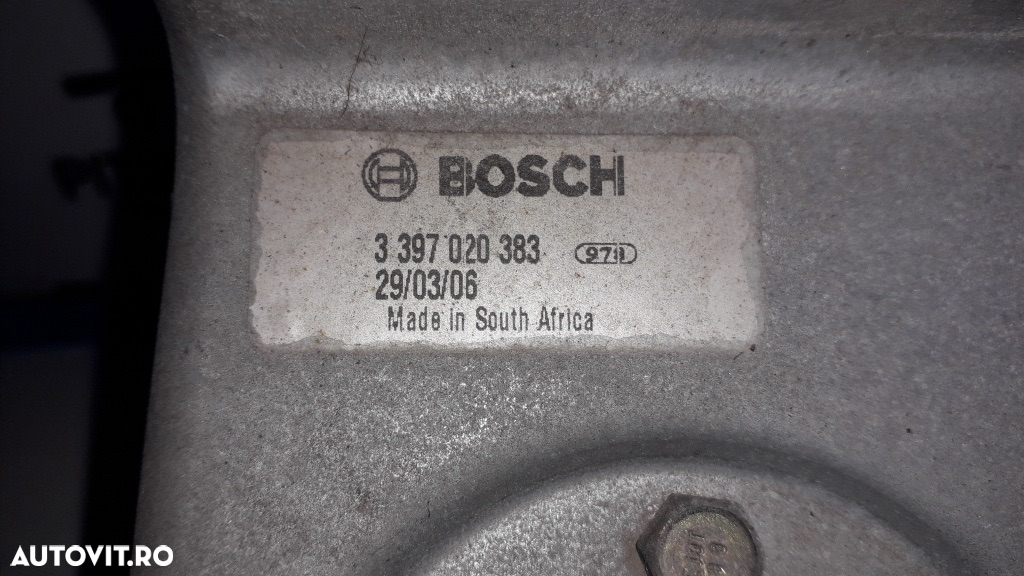 BOSCH
3 397 020 383
29/03/06
Made in South Africa
AUTOVIT.RO